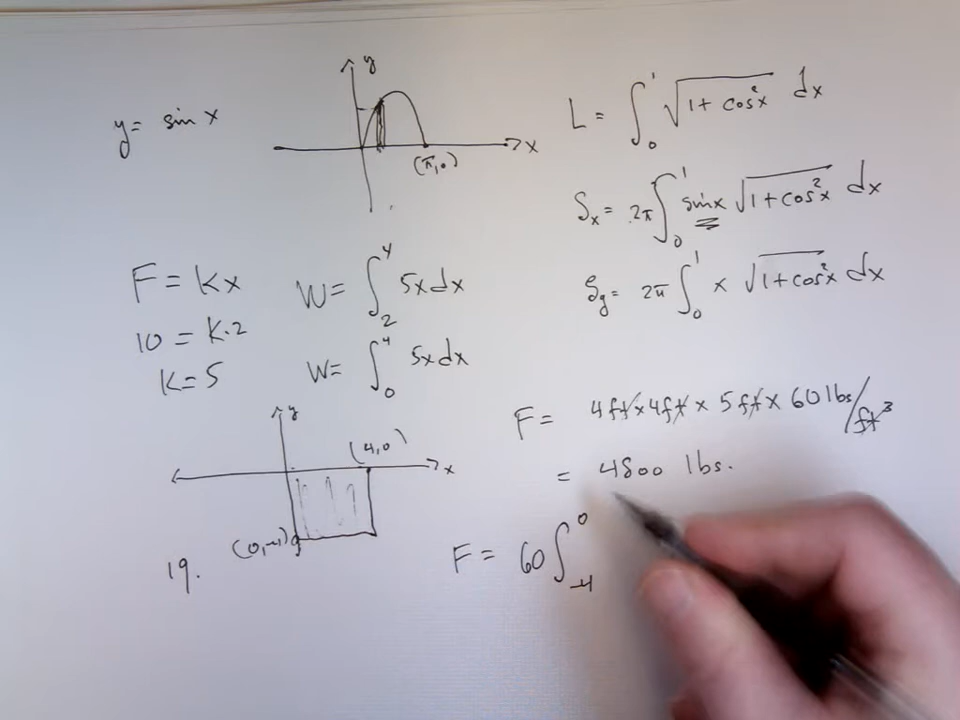 y = sin x
y
x
(π,0)
L = ∫₀¹ √(1 + cos²x) dx
Sₓ = 2π ∫₀¹ sin x √(1 + cos²x) dx
S_y = 2π ∫₀¹ x √(1 + cos²x) dx
F = kx
10 = k·2
k = 5
W = ∫₂⁴ 5x dx
W = ∫₀⁴ 5x dx
y
(4,0)
x
(0,-4)
19.
F = 4 ft × 4 ft × 5 ft × 60 lbs/ft³
= 4800 lbs.
F = 60 ∫₋₄⁰